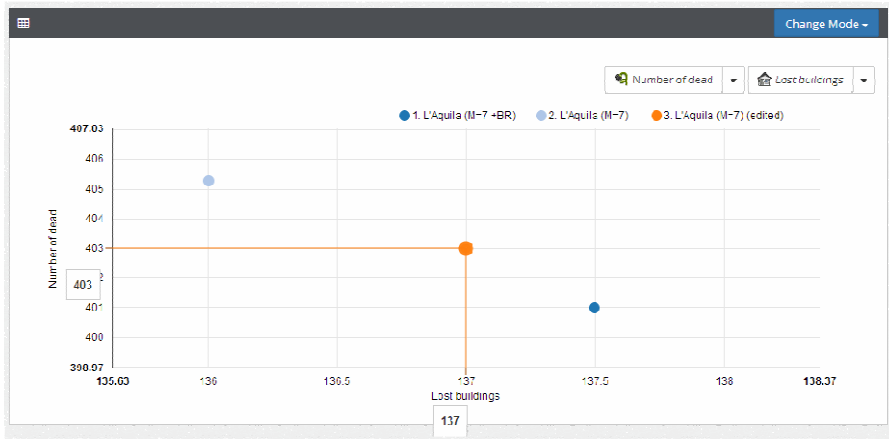 Change Mode
Number of dead
Lost buildings
1. L'Aquila (M=7 +BR)
2. L'Aquila (M=7)
3. L'Aquila (M=7) (edited)
407.03
406
405
404
403
2
401
400
398.97
Number of dead
403
135.63
136
136.5
137
137.5
138
138.37
Lost buildings
137